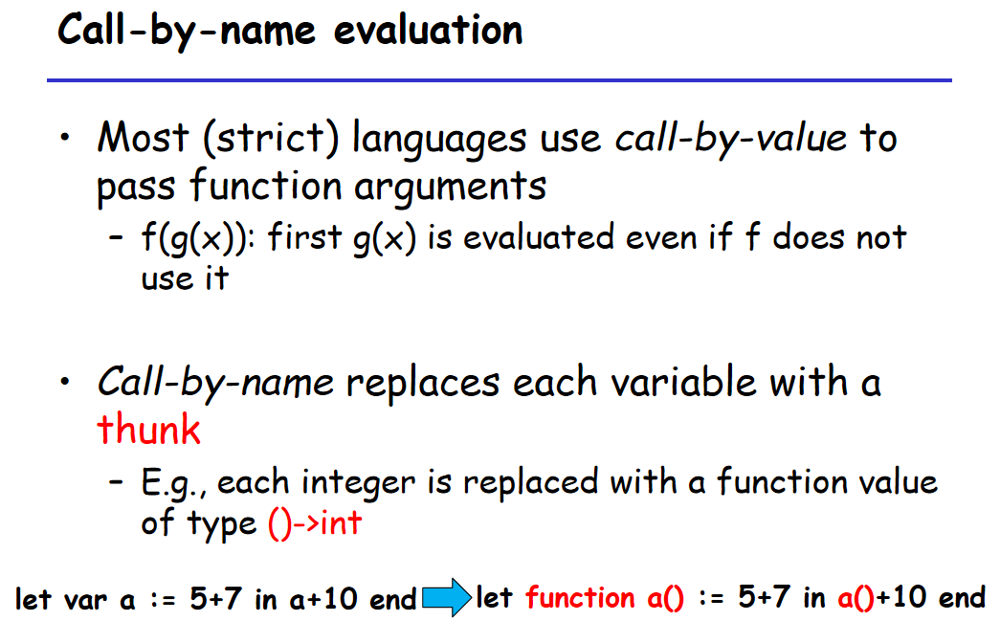 Call-by-name evaluation
• Most (strict) languages use call-by-value to
pass function arguments
– f(g(x)): first g(x) is evaluated even if f does not
use it
• Call-by-name replaces each variable with a
thunk
– E.g., each integer is replaced with a function value
of type ()->int
let var a := 5+7 in a+10 end let function a() := 5+7 in a()+10 end